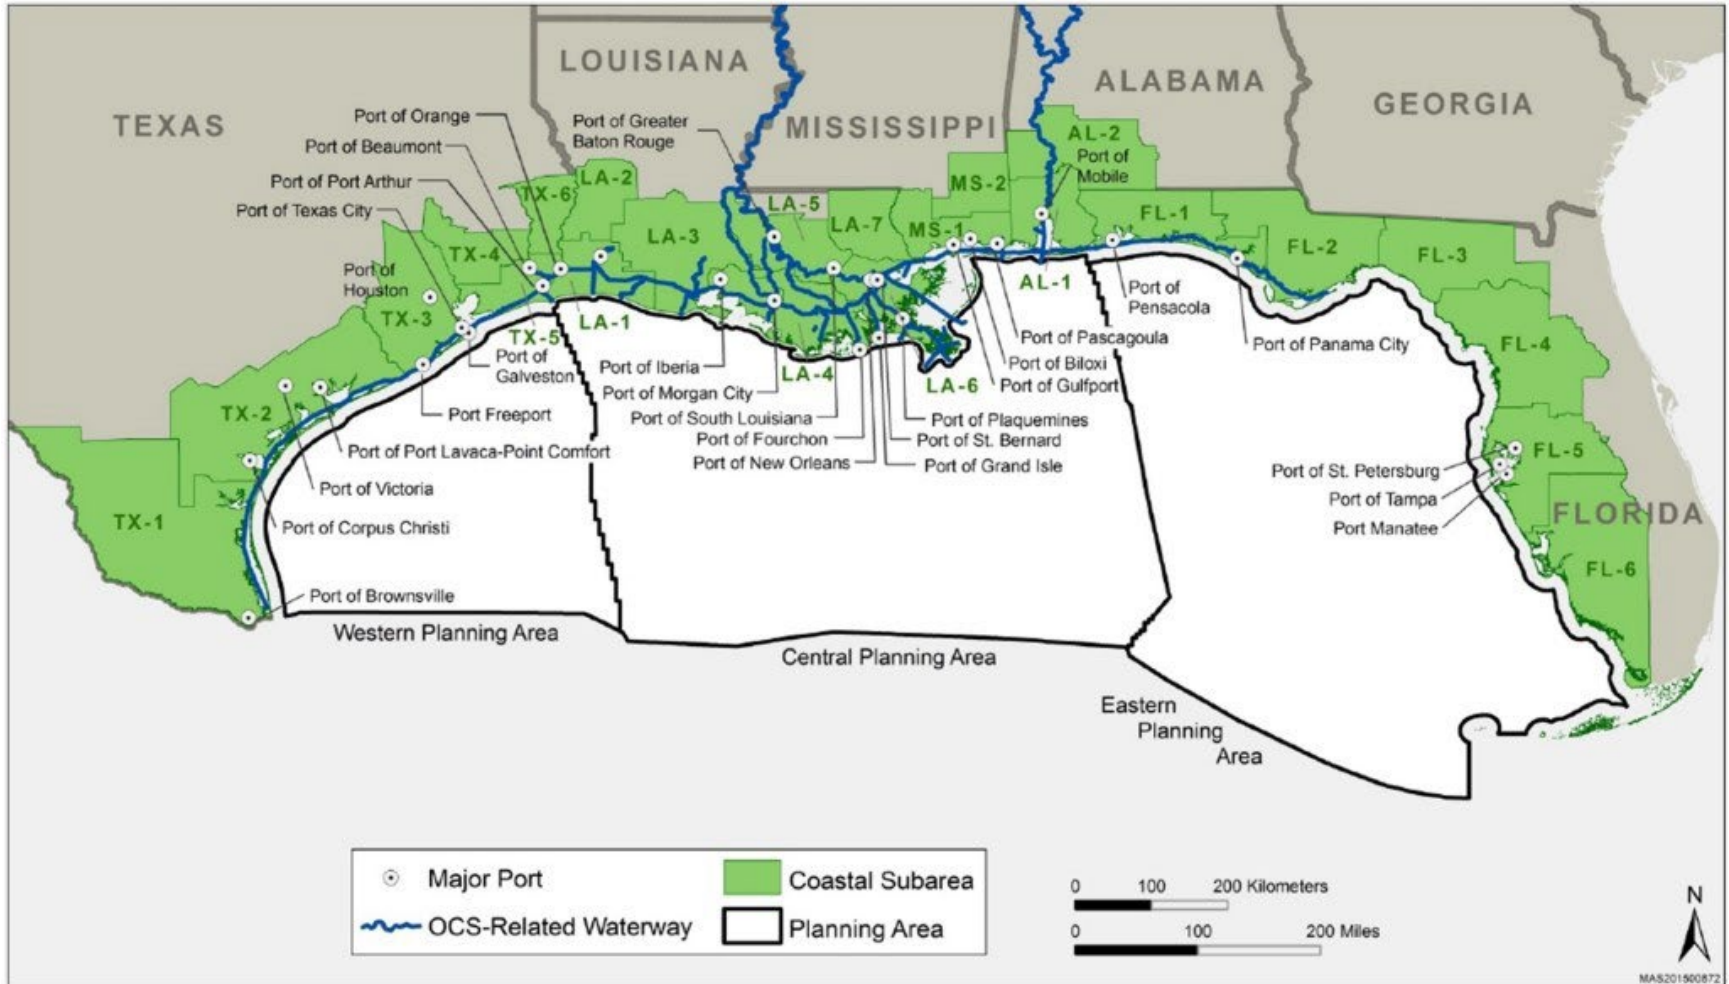 LOUISIANA
ALABAMA
GEORGIA
TEXAS
MISSISSIPPI
Port of Orange
Port of Greater
Baton Rouge
Port of Beaumont
Port of Port Arthur
Port of Texas City
AL-2
Port of
Mobile
LA-2
TX-6
MS-2
LA-5
LA-7
FL-1
LA-3
MS-1
FL-2
FL-3
TX-4
Port of
Houston
AL-1
TX-3
TX-5
LA-1
Port of
Pensacola
Port of Pascagoula
Port of Panama City
FL-4
Port of
Galveston
Port of Iberia
LA-4
LA-6
Port of Biloxi
Port of Gulfport
Port of Morgan City
TX-2
Port Freeport
Port of South Louisiana
Port of Plaquemines
Port of Fourchon
Port of St. Bernard
Port of Port Lavaca-Point Comfort
Port of New Orleans
Port of Grand Isle
FL-5
Port of St. Petersburg
Port of Victoria
Port of Tampa
TX-1
Port of Corpus Christi
Port Manatee
FLORIDA
FL-6
Port of Brownsville
Western Planning Area
Central Planning Area
Eastern
Planning
Area
Major Port
Coastal Subarea
OCS-Related Waterway
Planning Area
0 100 200 Kilometers
0 100 200 Miles
N
MAS201500872